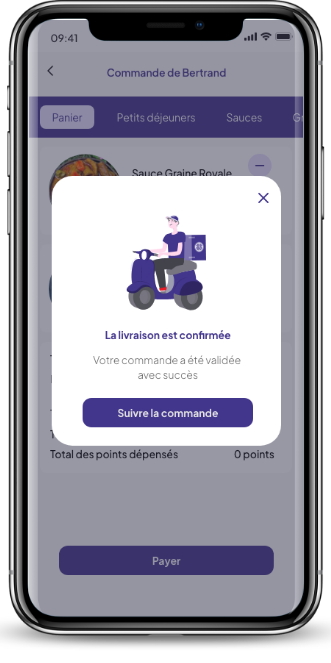 09:41
Commande de Bertrand
Panier
Petits déjeuners
Sauces
Sauce Graine Royale
La livraison est confirmée
Votre commande a été validée
avec succès
Suivre la commande
Total des points dépensés
0 points
Payer